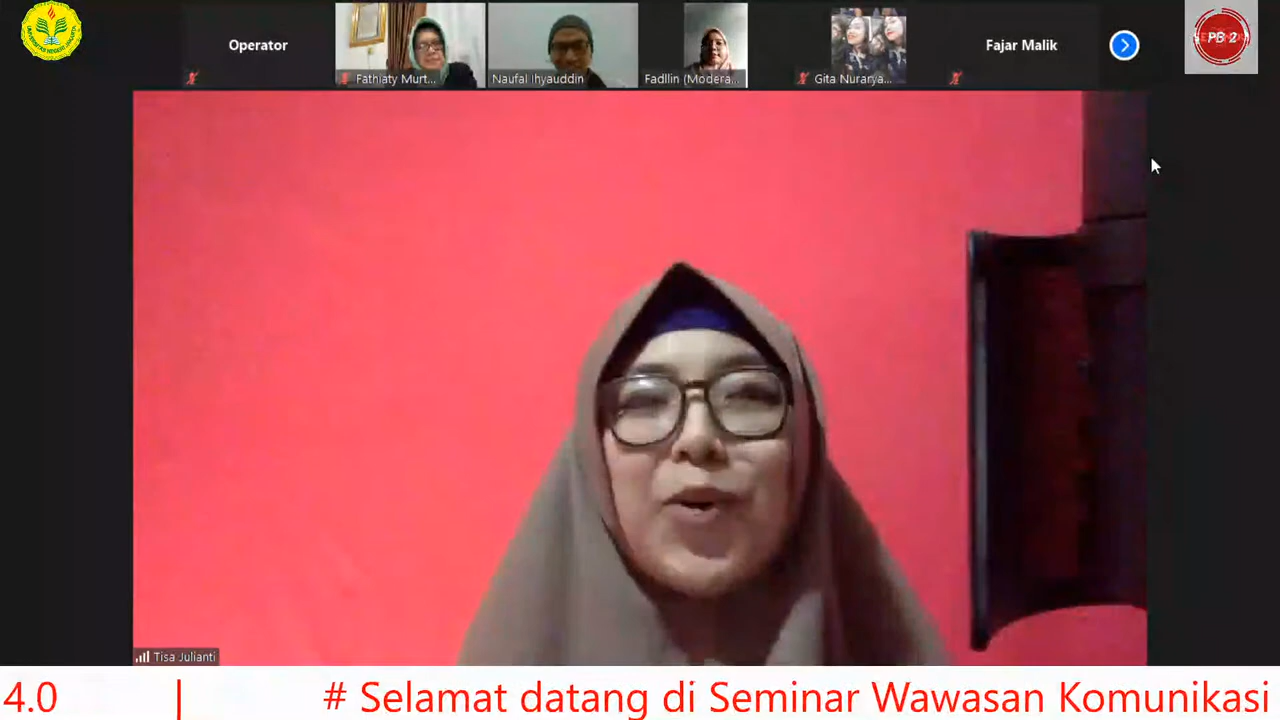 Operator
Fathiaty Murt...
Naufal Ihyauddin
Fadllin (Modera...
Gita Nurarya...
Fajar Malik
PB 2
Tisa Julianti
4.0 | # Selamat datang di Seminar Wawasan Komunikasi